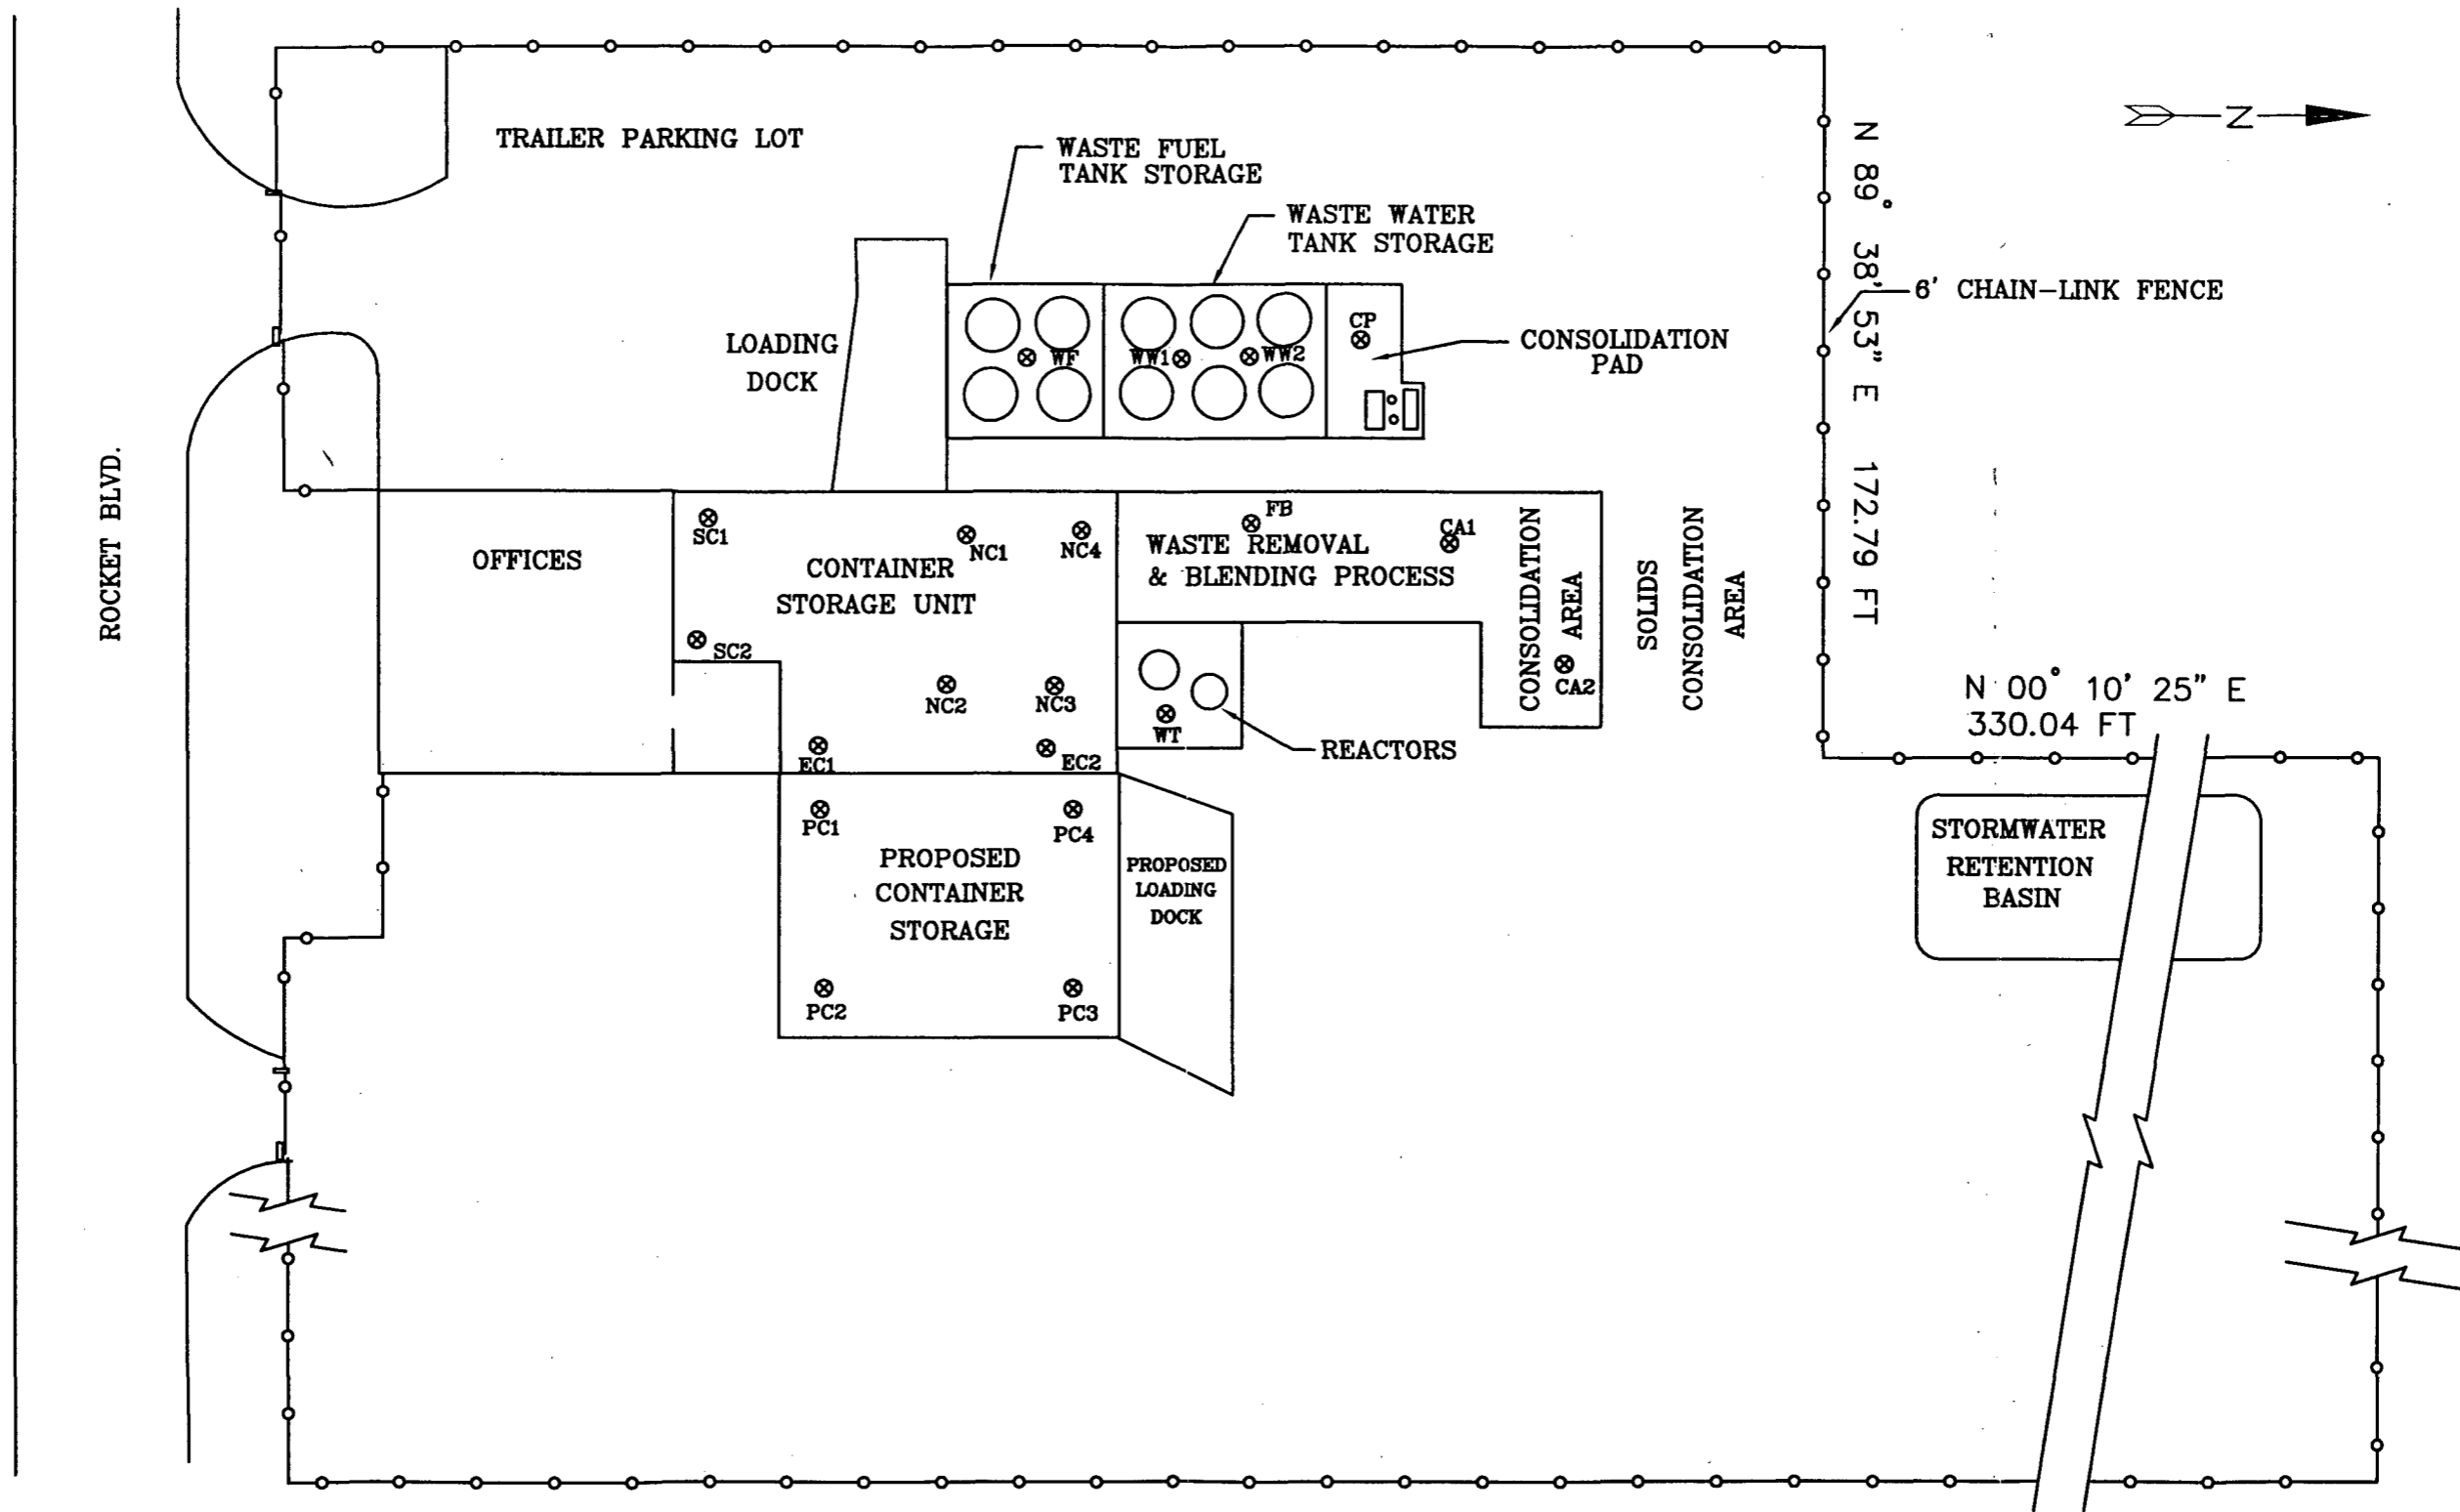 TRAILER PARKING LOT
WASTE FUEL
TANK STORAGE
WASTE WATER
TANK STORAGE
Z
N 89° 38' 53" E 172.79 FT
6' CHAIN-LINK FENCE
LOADING
DOCK
WF
WW1
WW2
CP
CONSOLIDATION
PAD
ROCKET BLVD.
OFFICES
SC1
SC2
CONTAINER
STORAGE UNIT
NC1
NC4
NC2
NC3
EC1
EC2
FB
CA1
WASTE REMOVAL
& BLENDING PROCESS
CONSOLIDATION
AREA
CA2
SOLIDS
CONSOLIDATION
AREA
WT
REACTORS
N 00° 10' 25" E
330.04 FT
PC1
PC4
PROPOSED
CONTAINER
STORAGE
PC2
PC3
PROPOSED
LOADING
DOCK
STORMWATER
RETENTION
BASIN